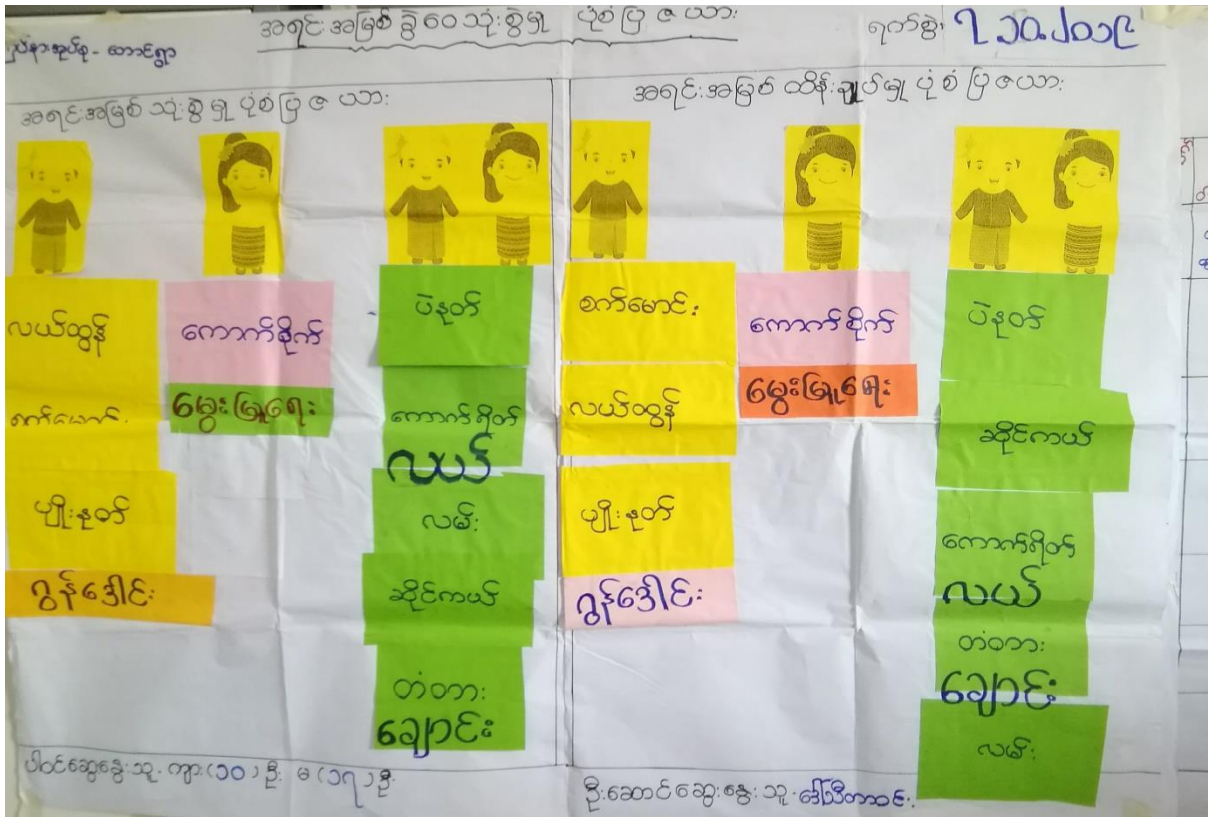 အရင်းအမြစ်ခွဲဝေသုံးစွဲမှု ပုံစံပြဇယား
ရက်စွဲ၊ ၇.၁၀.၂၀၁၉
အရင်းအမြစ်သုံးစွဲမှုပုံစံပြဇယား
လယ်ထွန်
ပျိုးနုတ်
ဂွန်ဒေါင်း
ကောက်စိုက်
မွေးမြူရေး
ပဲနုတ်
ကောက်ရိတ်
လယ်
လမ်း
ဆိုင်ကယ်
တံတား
ချောင်း
ပါဝင်ဆွေးနွေးသူ. ကျား(၁၀)ဦး မ(၁၇)ဦး
အရင်းအမြစ်ထိန်းချုပ်မှုပုံစံပြဇယား
စက်မောင်း
လယ်ထွန်
ပျိုးနုတ်
ဂွန်ဒေါင်း
ကောက်စိုက်
မွေးမြူရေး
ပဲနုတ်
ဆိုင်ကယ်
ကောက်ရိတ်
လယ်
တံတား
ချောင်း
လမ်း
ဦးဆောင်ဆွေးနွေးသူ.